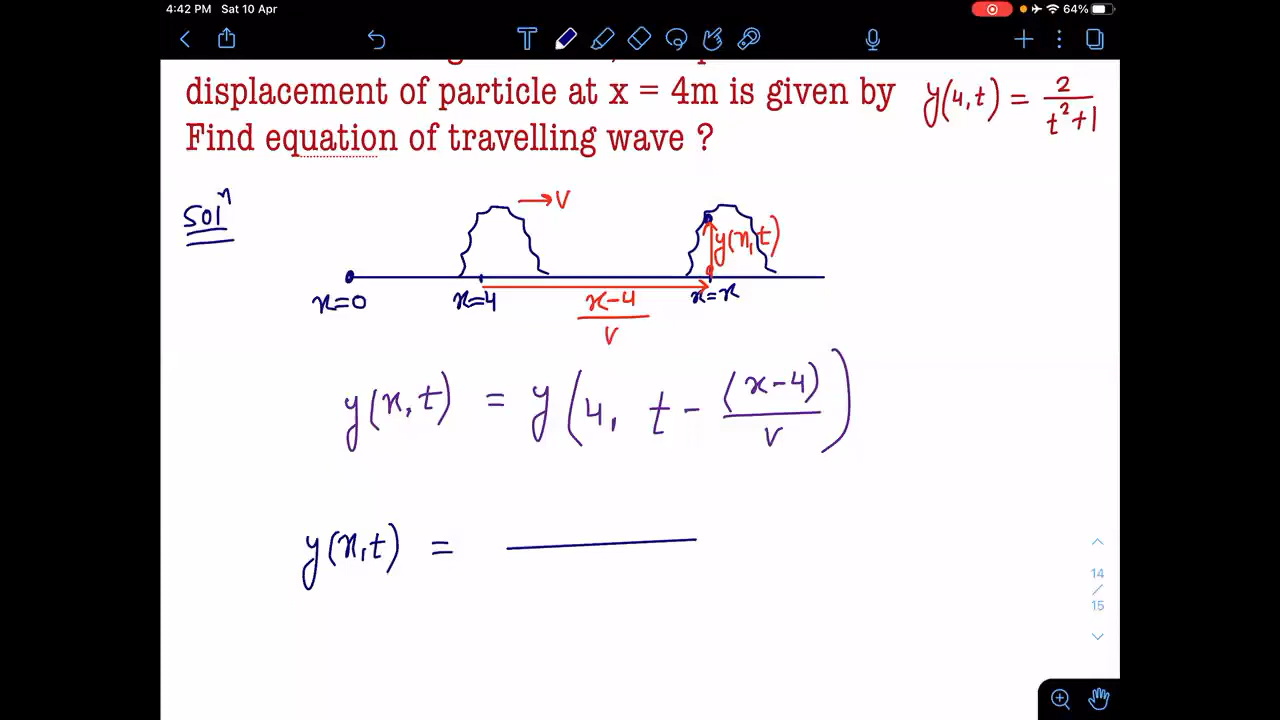 4:42 PM Sat 10 Apr
64%
displacement of particle at x = 4m is given by y(4,t) = 2/(t²+1)
Find equation of travelling wave ?
Solⁿ
→ V
y(x,t)
x=0 x=4 x=x
x-4/V
y(x,t) = y(4, t - (x-4)/V)
y(x,t) =
14
/
15